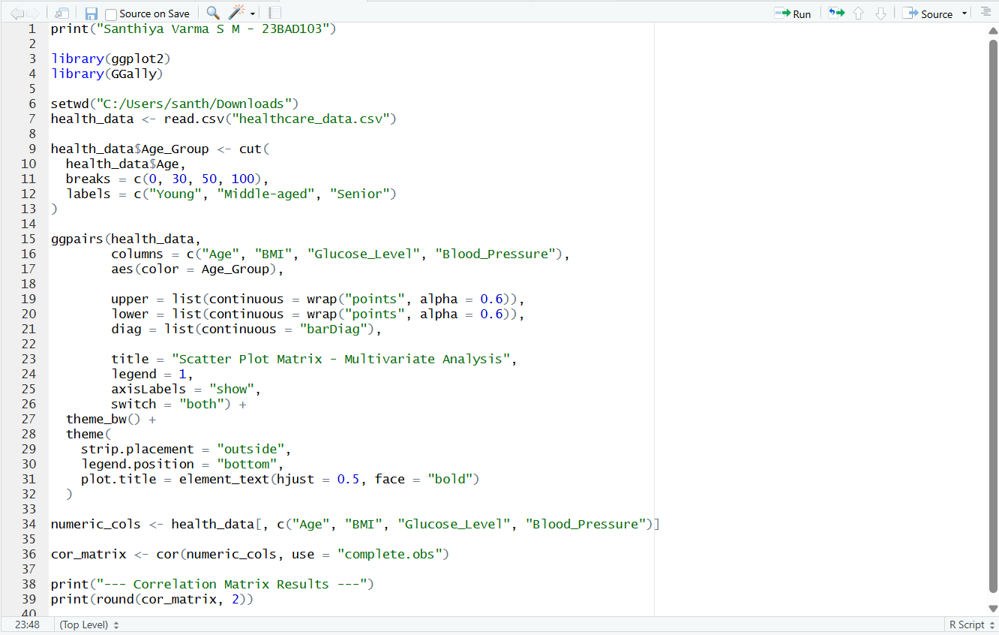 Source on Save
Run
Source
1 print("Santhiya Varma S M - 23BAD103")
2
3 library(ggplot2)
4 library(GGally)
5
6 setwd("C:/Users/santh/Downloads")
7 health_data <- read.csv("healthcare_data.csv")
8
9 health_data$Age_Group <- cut(
10   health_data$Age,
11   breaks = c(0, 30, 50, 100),
12   labels = c("Young", "Middle-aged", "Senior")
13 )
14
15 ggpairs(health_data,
16         columns = c("Age", "BMI", "Glucose_Level", "Blood_Pressure"),
17         aes(color = Age_Group),
18
19         upper = list(continuous = wrap("points", alpha = 0.6)),
20         lower = list(continuous = wrap("points", alpha = 0.6)),
21         diag = list(continuous = "barDiag"),
22
23         title = "Scatter Plot Matrix - Multivariate Analysis",
24         legend = 1,
25         axisLabels = "show",
26         switch = "both") +
27   theme_bw() +
28   theme(
29     strip.placement = "outside",
30     legend.position = "bottom",
31     plot.title = element_text(hjust = 0.5, face = "bold")
32   )
33
34 numeric_cols <- health_data[, c("Age", "BMI", "Glucose_Level", "Blood_Pressure")]
35
36 cor_matrix <- cor(numeric_cols, use = "complete.obs")
37
38 print("--- Correlation Matrix Results ---")
39 print(round(cor_matrix, 2))
40
23:48 (Top Level) R Script